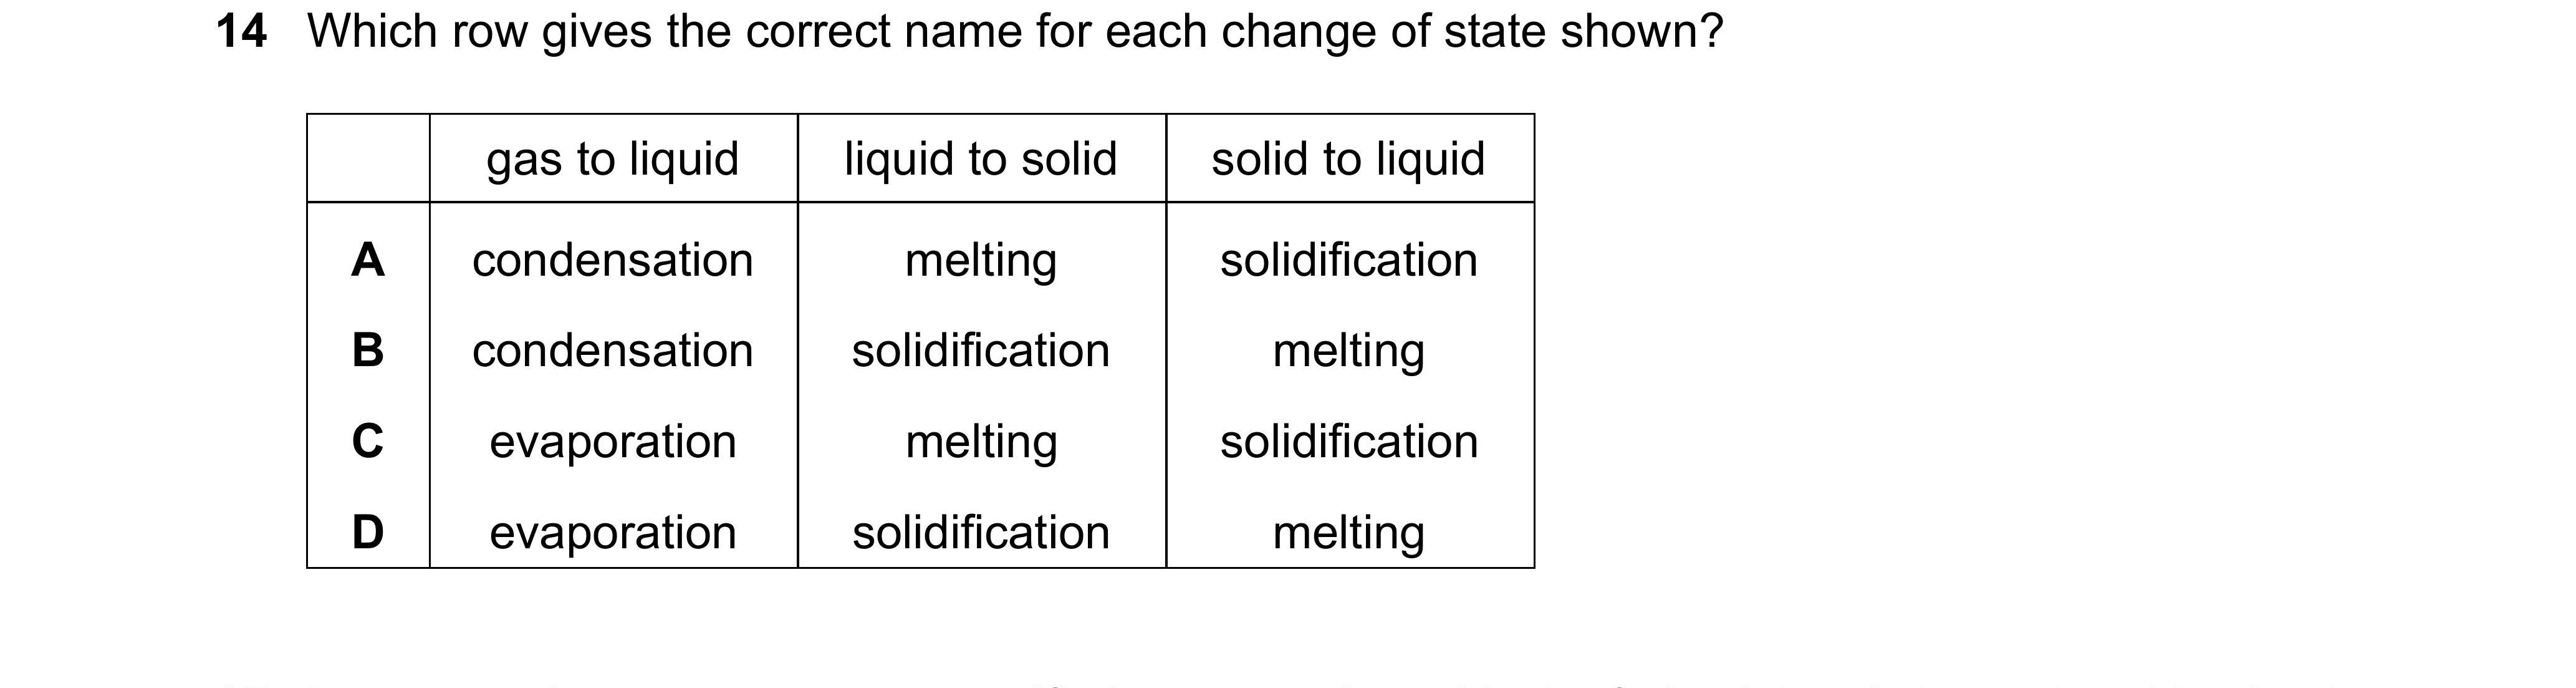 14 Which row gives the correct name for each change of state shown?
gas to liquid liquid to solid solid to liquid
A condensation melting solidification
B condensation solidification melting
C evaporation melting solidification
D evaporation solidification melting